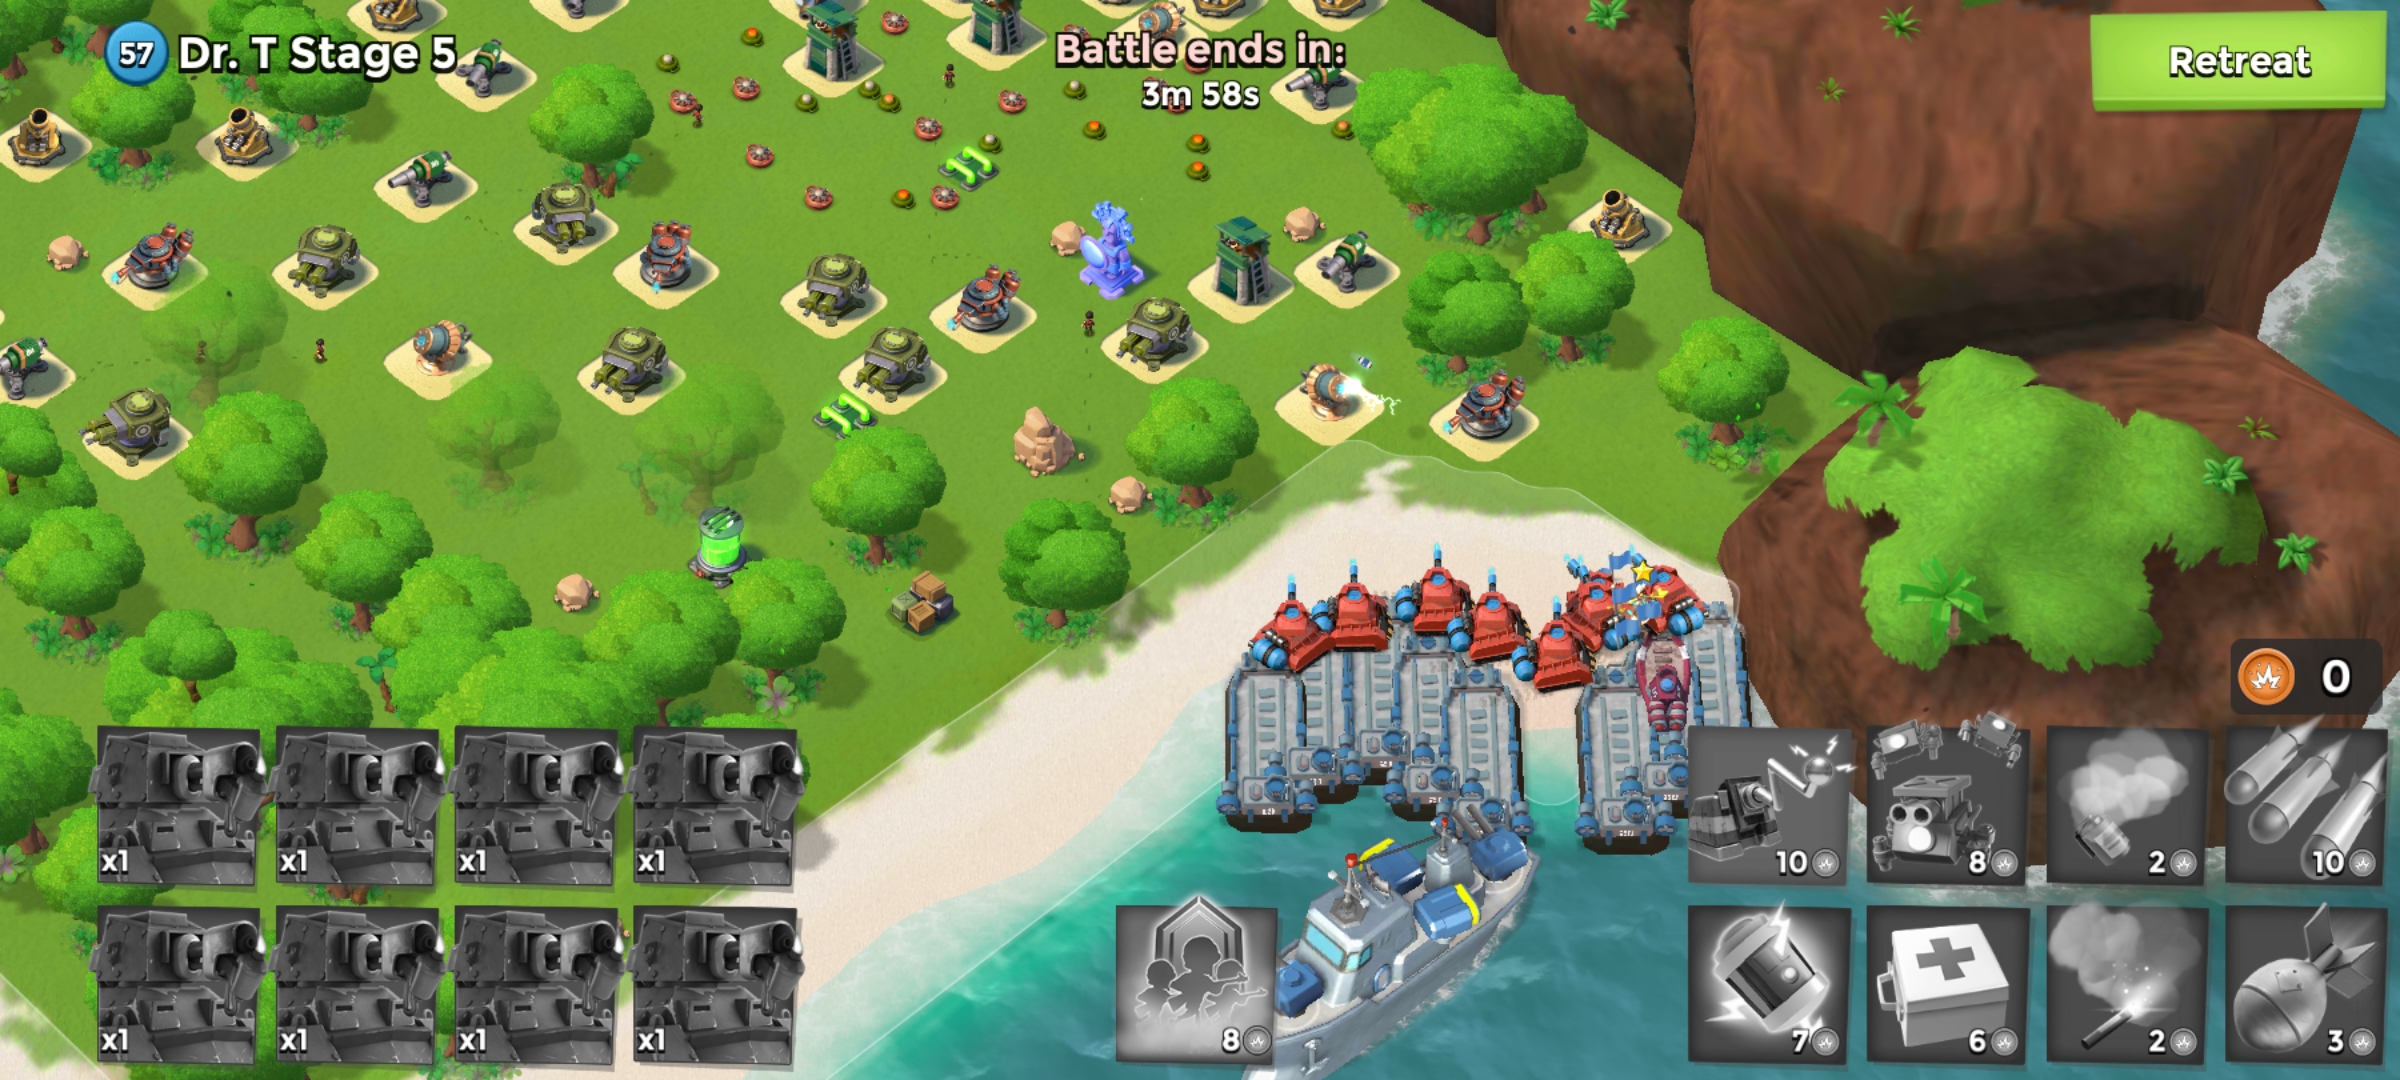 57 Dr. T Stage 5
Battle ends in:
3m 58s
Retreat
0
x1 x1 x1 x1
10 8 2 10
x1 x1 x1 x1
8
7 6 2 3